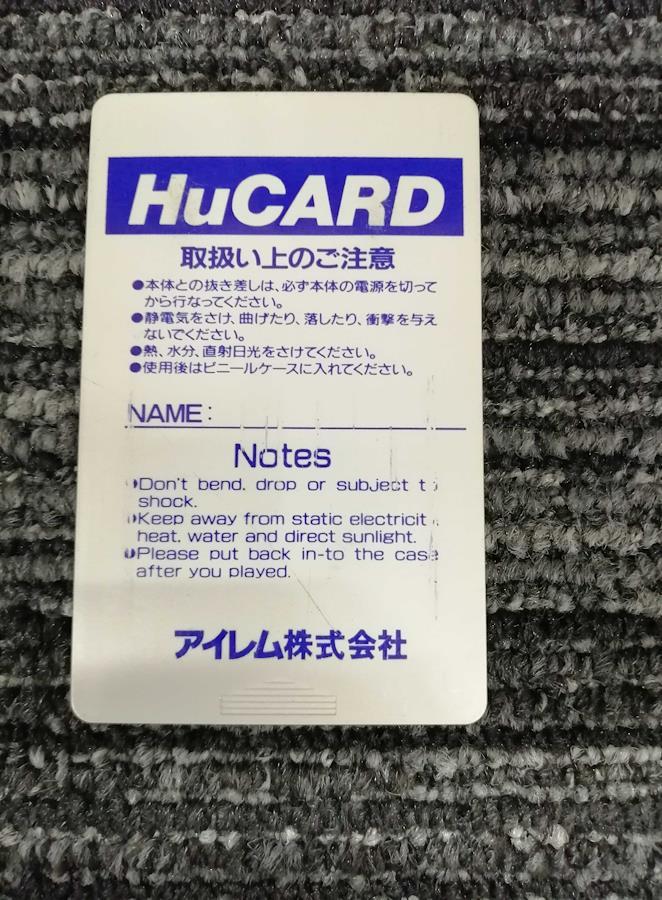 HuCARD
取扱い上のご注意
●本体との抜き差しは、必ず本体の電源を切って
から行なってください。
●静電気をさけ、曲げたり、落したり、衝撃を与え
ないでください。
●熱、水分、直射日光をさけてください。
●使用後はビニールケースに入れてください。
NAME:
Notes
●Don't bend. drop or subject t
shock.
●Keep away from static electricit
heat. water and direct sunlight.
●Please put back in-to the case
after you played.
アイレム株式会社